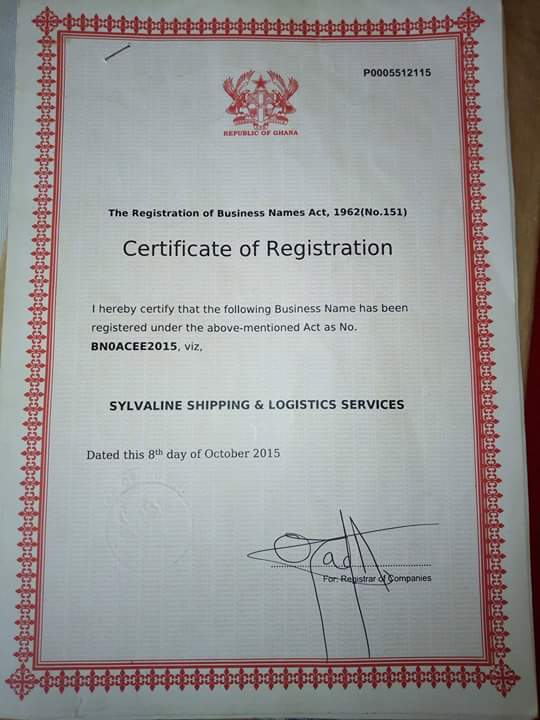 P0005512115
REPUBLIC OF GHANA
The Registration of Business Names Act, 1962(No.151)
Certificate of Registration
I hereby certify that the following Business Name has been
registered under the above-mentioned Act as No.
BN0ACEE2015, viz,
SYLVALINE SHIPPING & LOGISTICS SERVICES
Dated this 8th day of October 2015
For: Registrar of Companies